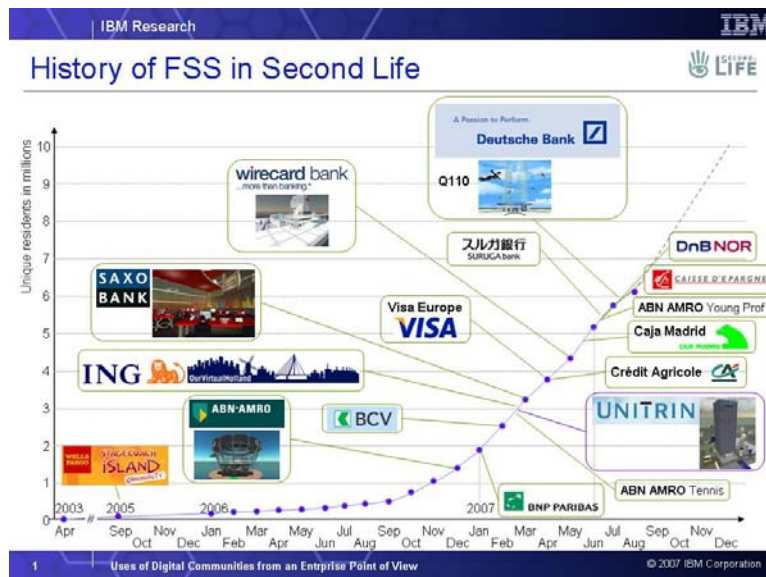 IBM Research
IBM
History of FSS in Second Life
SECOND
LIFE
Unique residents in millions
10
9
8
7
6
5
4
3
2
1
0
A Passion to Perform.
Deutsche Bank
Q110
wirecard bank
...more than banking.*
スルガ銀行
SURUGA bank
DnB NOR
CAISSE D'EPARGNE
ABN AMRO Young Prof
SAXO
BANK
Visa Europe
VISA
Caja Madrid
CAJA MADRID
Crédit Agricole
CA
ING
OurVirtualHolland
UNITRIN
ABN·AMRO
BCV
WELLS
FARGO
STAGECOACH
iSLAND
COMMUNITY
ABN AMRO Tennis
BNP PARIBAS
2003
2005
2006
2007
Apr Sep Nov Jan Mar May Jul Sep Nov Jan Mar May Jul Sep Nov
Oct Dec Feb Apr Jun Aug Oct Dec Feb Apr Jun Aug Oct Dec
1
Uses of Digital Communities from an Entrprise Point of View
© 2007 IBM Corporation